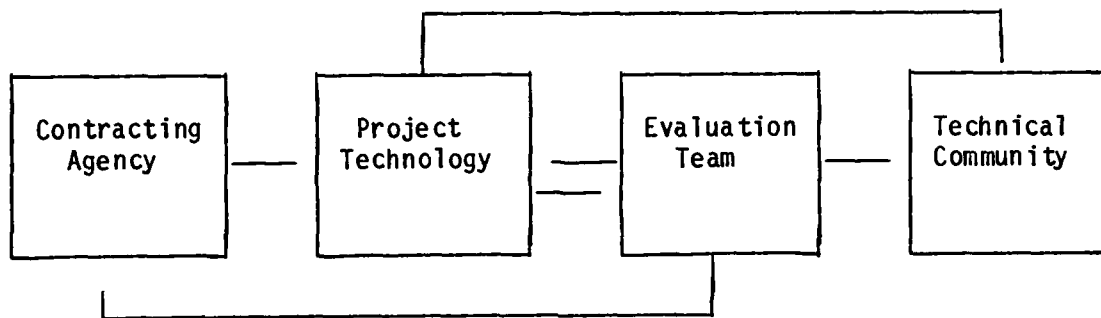 Contracting
Agency
Project
Technology
Evaluation
Team
Technical
Community